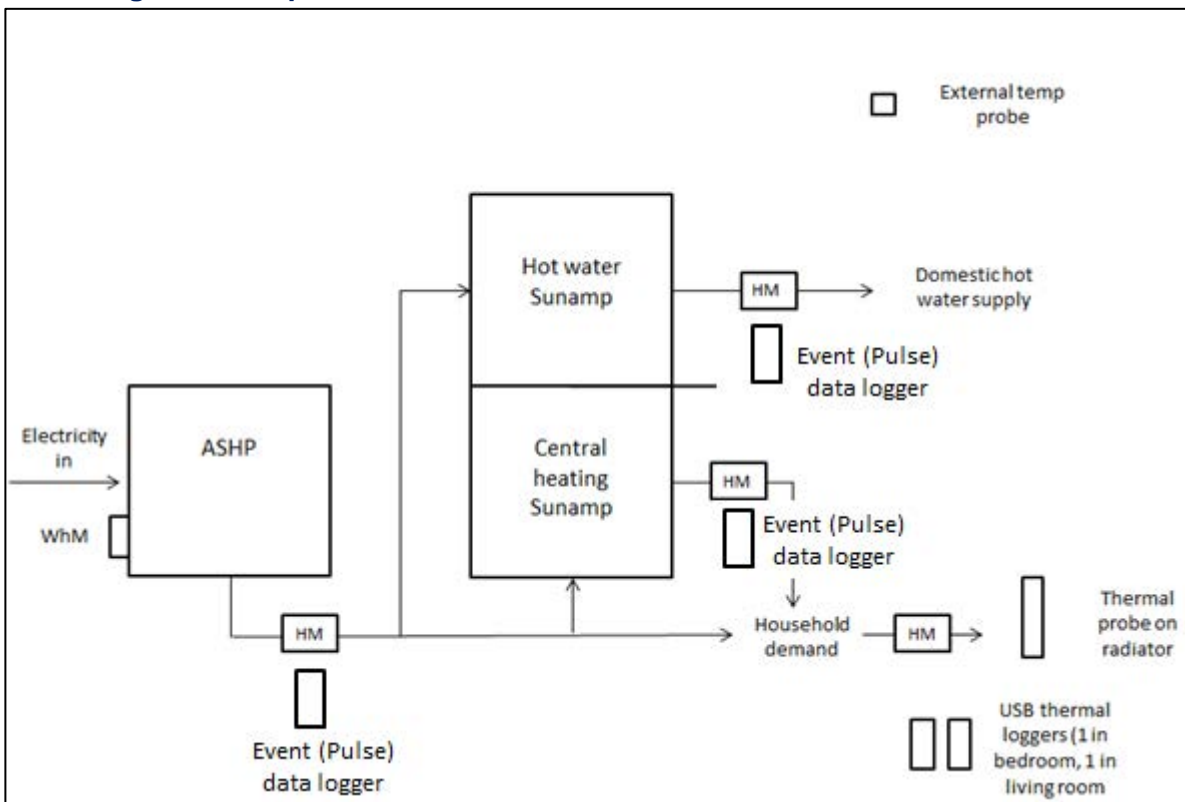 External temp
probe
Hot water
Sunamp
HM
Domestic hot
water supply
Event (Pulse)
data logger
Electricity
in
ASHP
WhM
Central
heating
Sunamp
HM
Event (Pulse)
data logger
HM
Household
demand
HM
Thermal
probe on
radiator
Event (Pulse)
data logger
USB thermal
loggers (1 in
bedroom, 1 in
living room